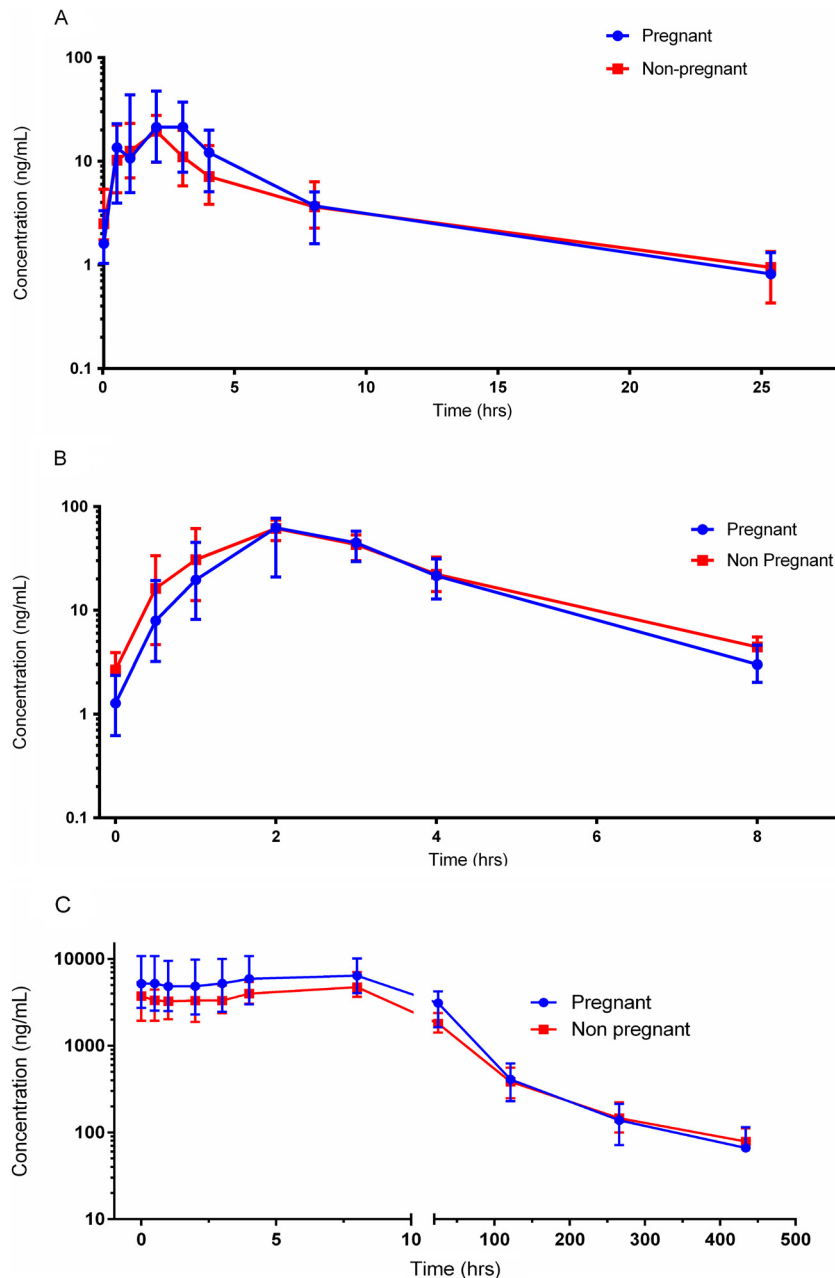 A
Pregnant
Non-pregnant
100
10
1
0.1
Concentration (ng/mL)
0 5 10 15 20 25
Time (hrs)
B
Pregnant
Non Pregnant
100
10
1
0.1
Concentration (ng/mL)
0 2 4 6 8
Time (hrs)
C
Pregnant
Non pregnant
10000
1000
100
10
Concentration (ng/mL)
0 5 10 100 200 300 400 500
Time (hrs)